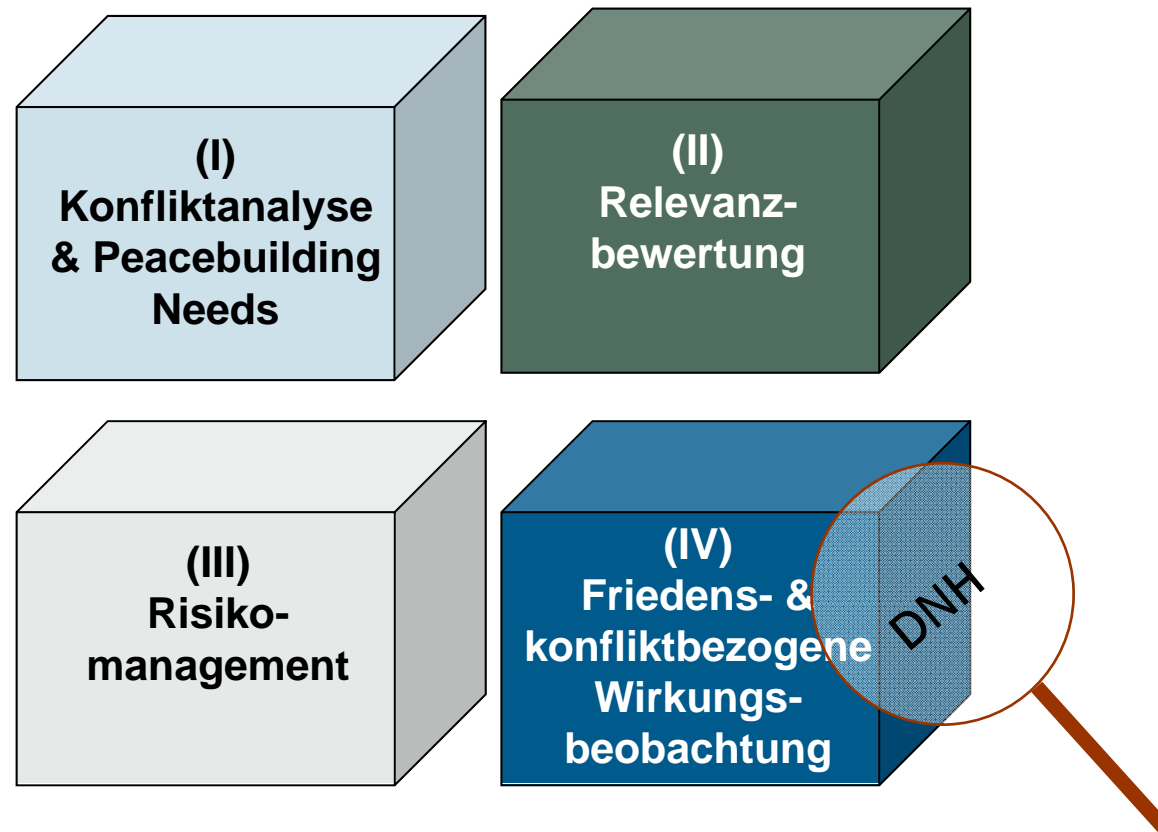 (I)
Konfliktanalyse
& Peacebuilding
Needs
(II)
Relevanz-
bewertung
(III)
Risiko-
management
(IV)
Friedens- &
konfliktbezogene
Wirkungs-
beobachtung
DNH